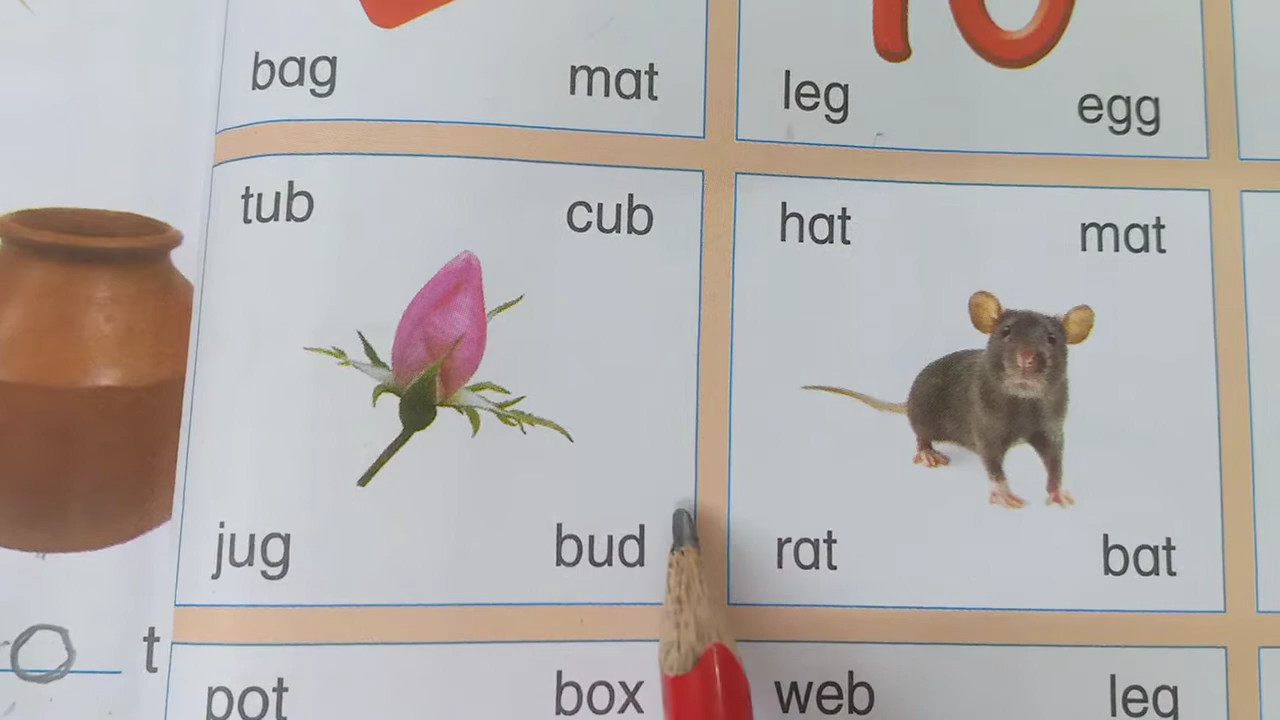 bag mat
leg egg
tub cub
hat mat
jug bud
rat bat
o t
pot box
web leg